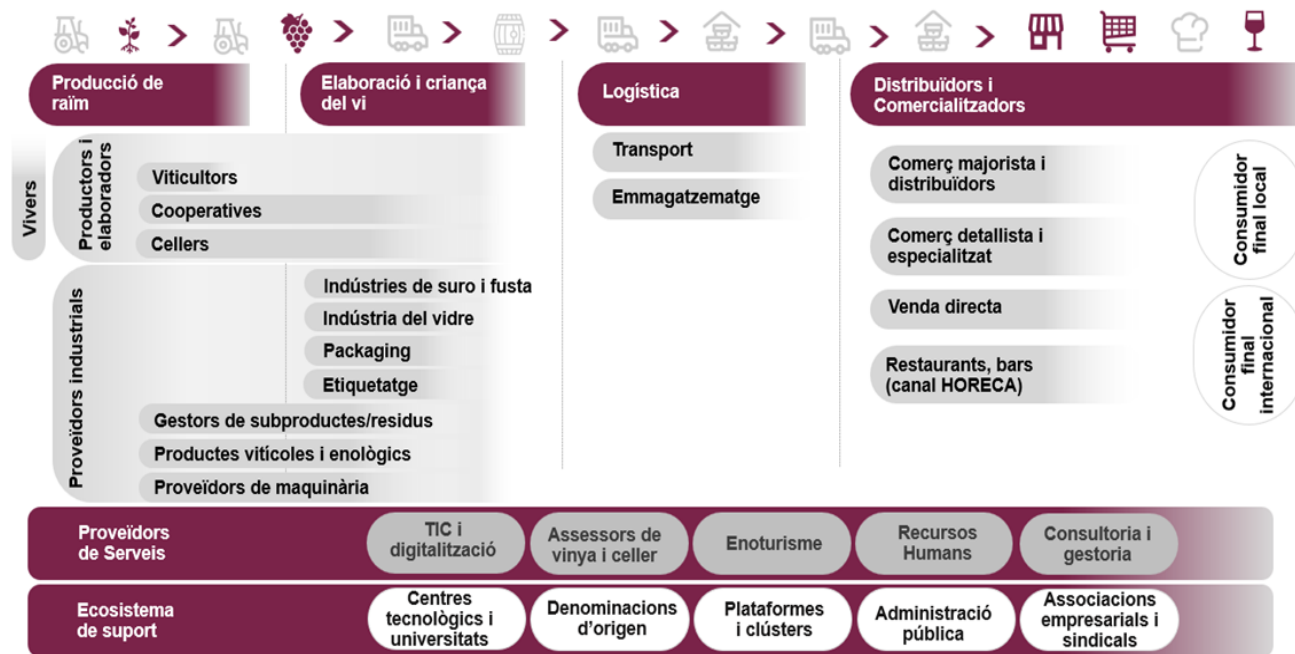 Producció de
raïm
Elaboració i criança
del vi
Logística
Distribuïdors i
Comercialitzadors
Vivers
Productors i
elaboradors
Viticultors
Cooperatives
Cellers
Transport
Emmagatzematge
Comerç majorista i
distribuïdors
Comerç detallista i
especialitzat
Venda directa
Restaurants, bars
(canal HORECA)
Consumidor
final local
Consumidor
final
internacional
Proveïdors industrials
Indústries de suro i fusta
Indústria del vidre
Packaging
Etiquetatge
Gestors de subproductes/residus
Productes vitícoles i enològics
Proveïdors de maquinària
Proveïdors
de Serveis
TIC i
digitalització
Assessors de
vinya i celler
Enoturisme
Recursos
Humans
Consultoria i
gestoria
Ecosistema
de suport
Centres
tecnològics i
universitats
Denominacions
d’origen
Plataformes
i clústers
Administració
pública
Associacions
empresarials i
sindicals